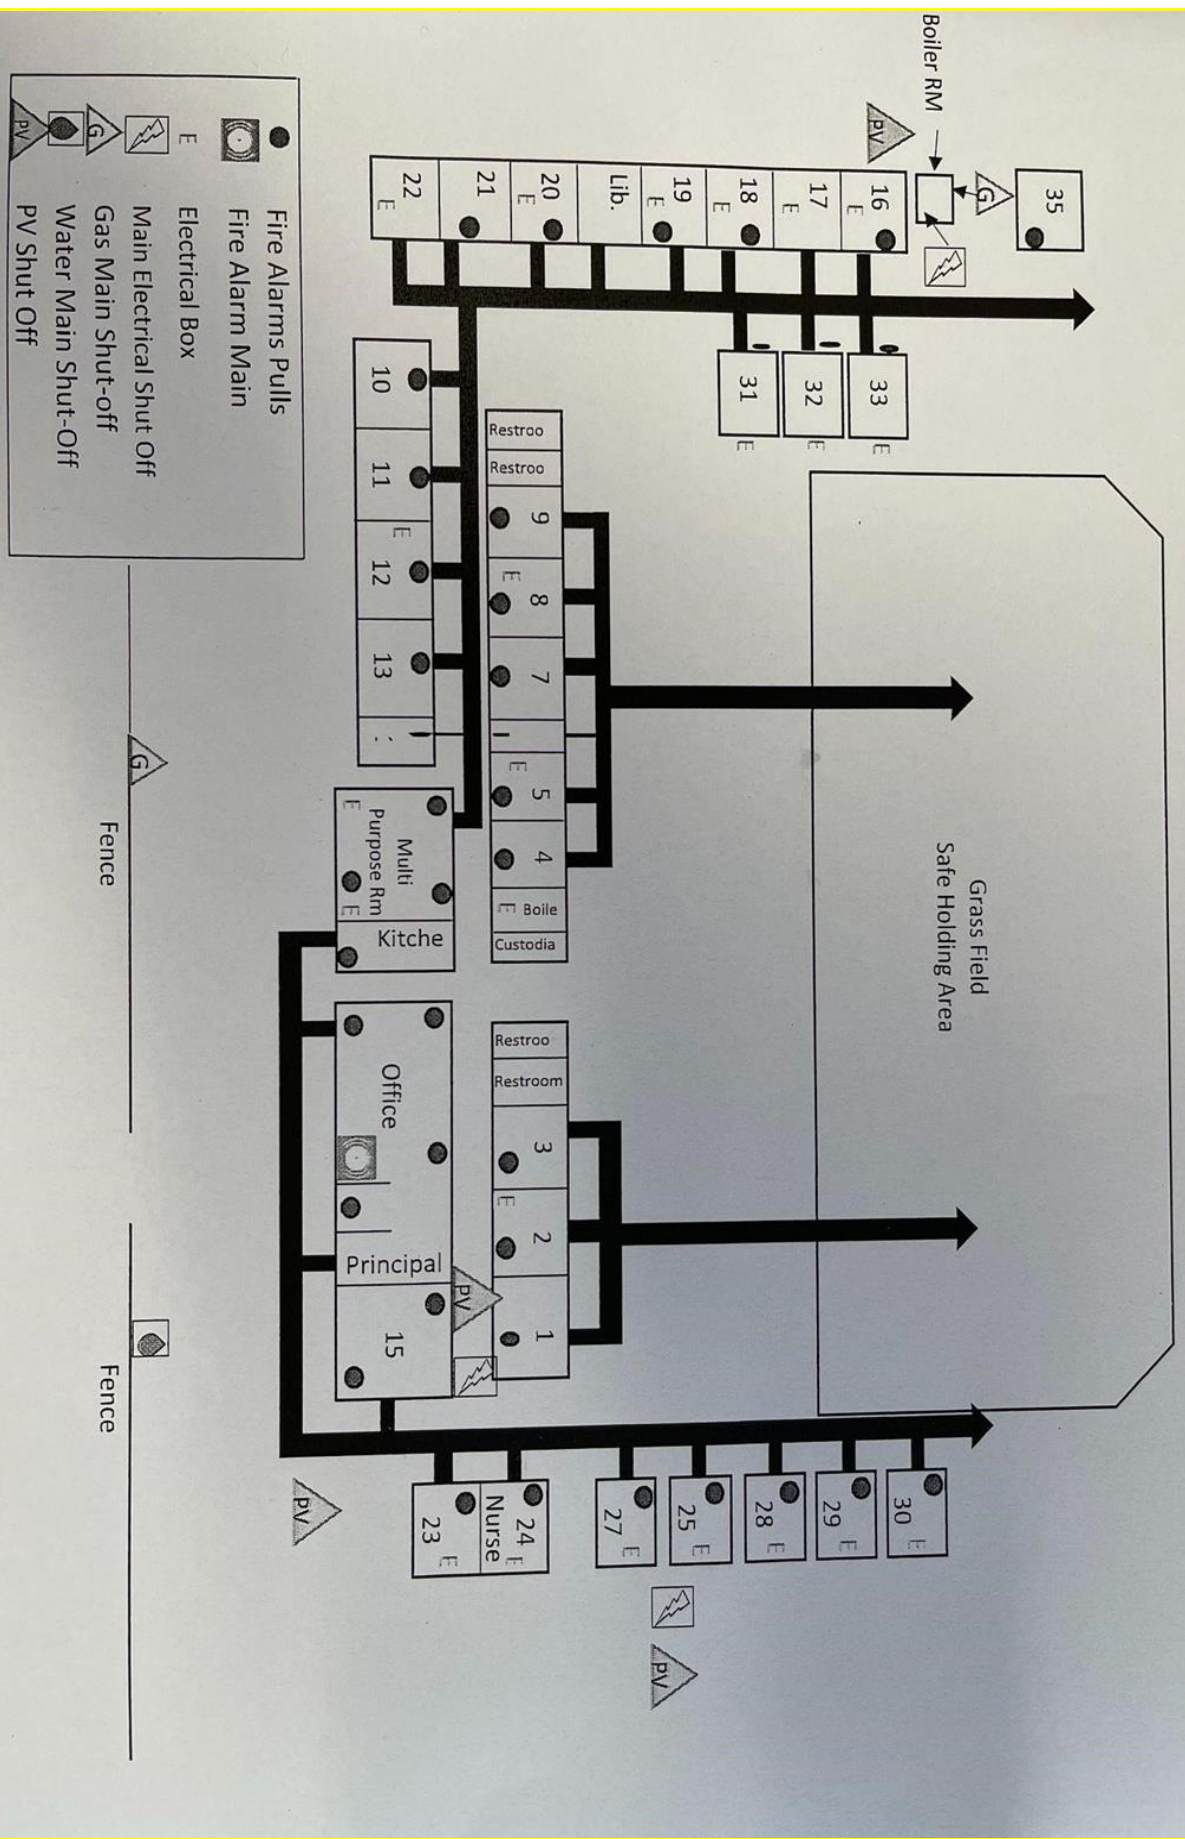 Boiler RM
35
G
PV
16
E
17
E
18
E
19
E
Lib.
20
E
21
22
E
33
E
32
E
31
E
Grass Field
Safe Holding Area
Restroo
Restroo
9
8
E
7
5
E
4
Boile
E
Custodia
Restroo
Restroom
3
2
E
1
10
11
E
12
13
:
Multi
Purpose Rm
E
E
Kitche
Office
Principal
15
PV
30
E
29
E
28
E
25
E
27
E
24
Nurse
E
23
E
PV
PV
Fire Alarms Pulls
Fire Alarm Main
E Electrical Box
Main Electrical Shut Off
G Gas Main Shut-off
Water Main Shut-Off
PV PV Shut Off
G
Fence
Fence